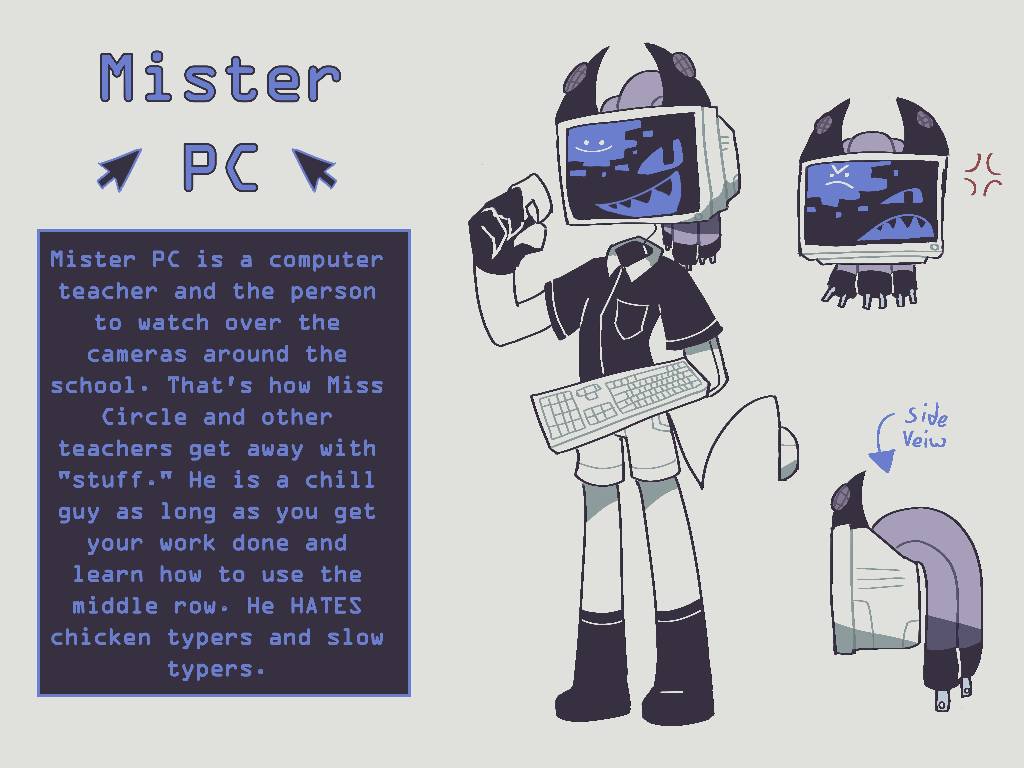 Mister
PC
Mister PC is a computer
teacher and the person
to watch over the
cameras around the
school. That's how Miss
Circle and other
teachers get away with
"stuff." He is a chill
guy as long as you get
your work done and
learn how to use the
middle row. He HATES
chicken typers and slow
typers.
Side
Veiw